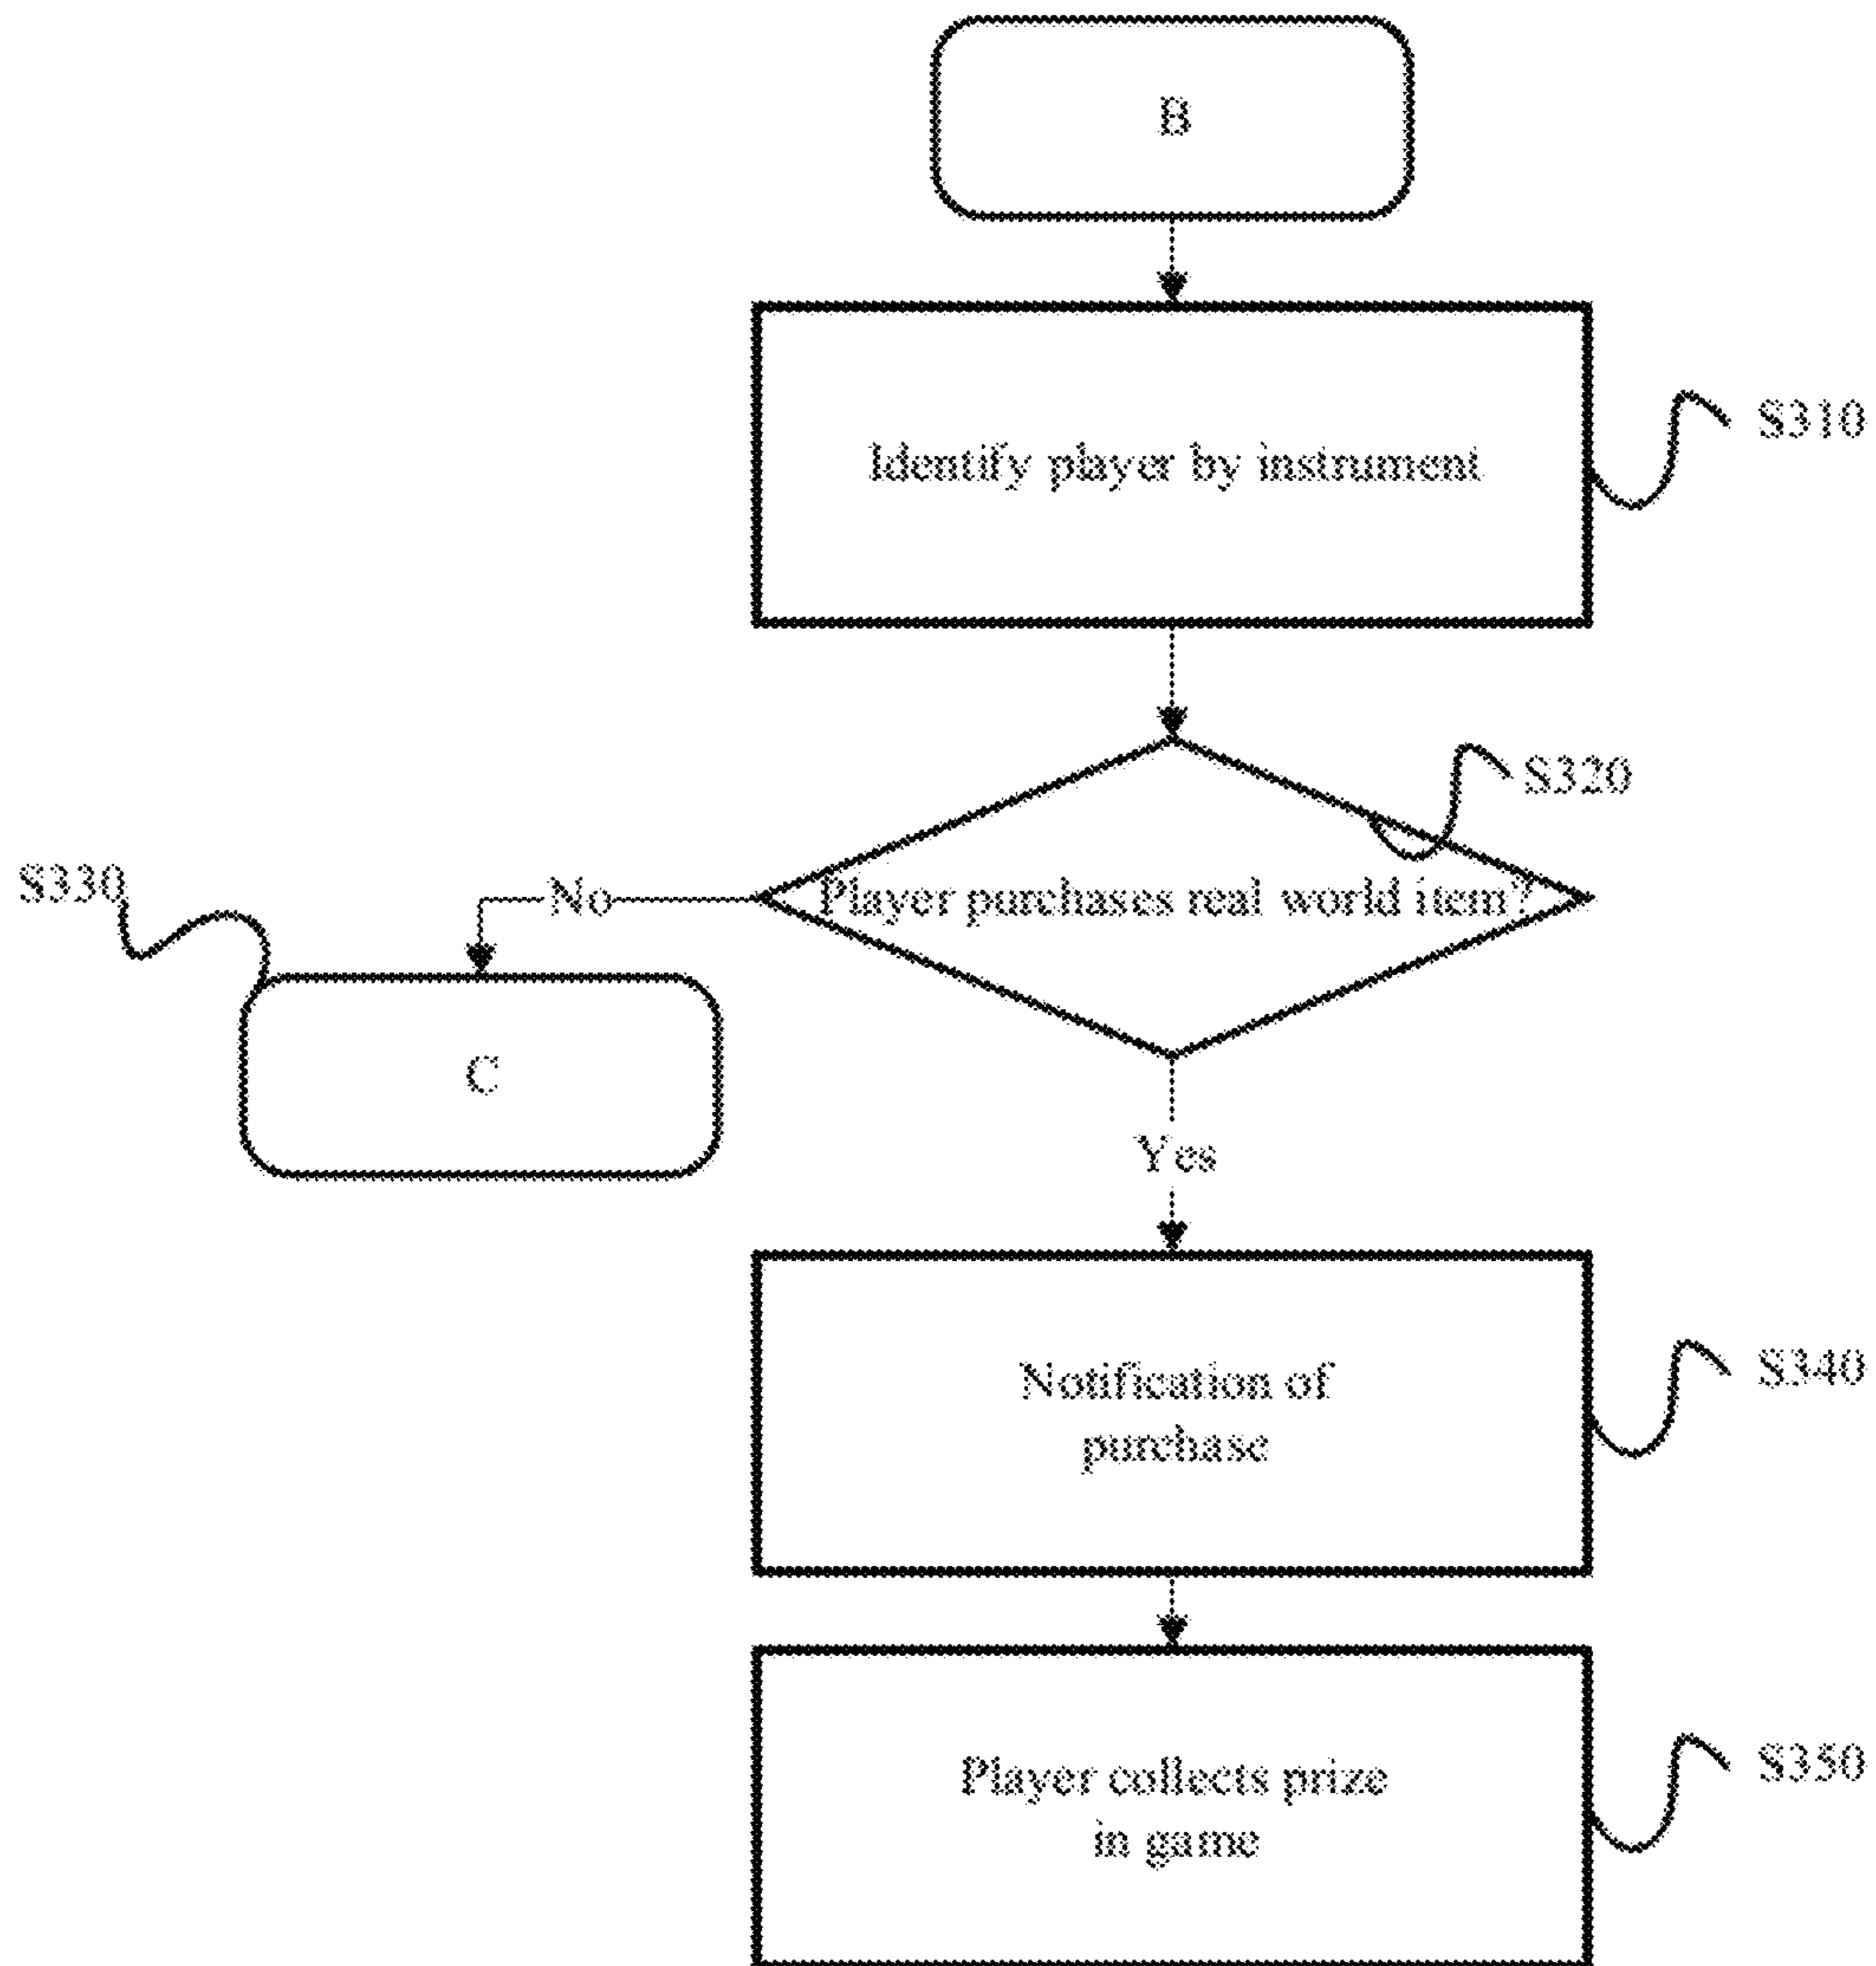 B
Identify player by instrument
S310
S320
Player purchases real world item?
No
S330
C
Yes
Notification of
purchase
S340
Player collects prize
in game
S350